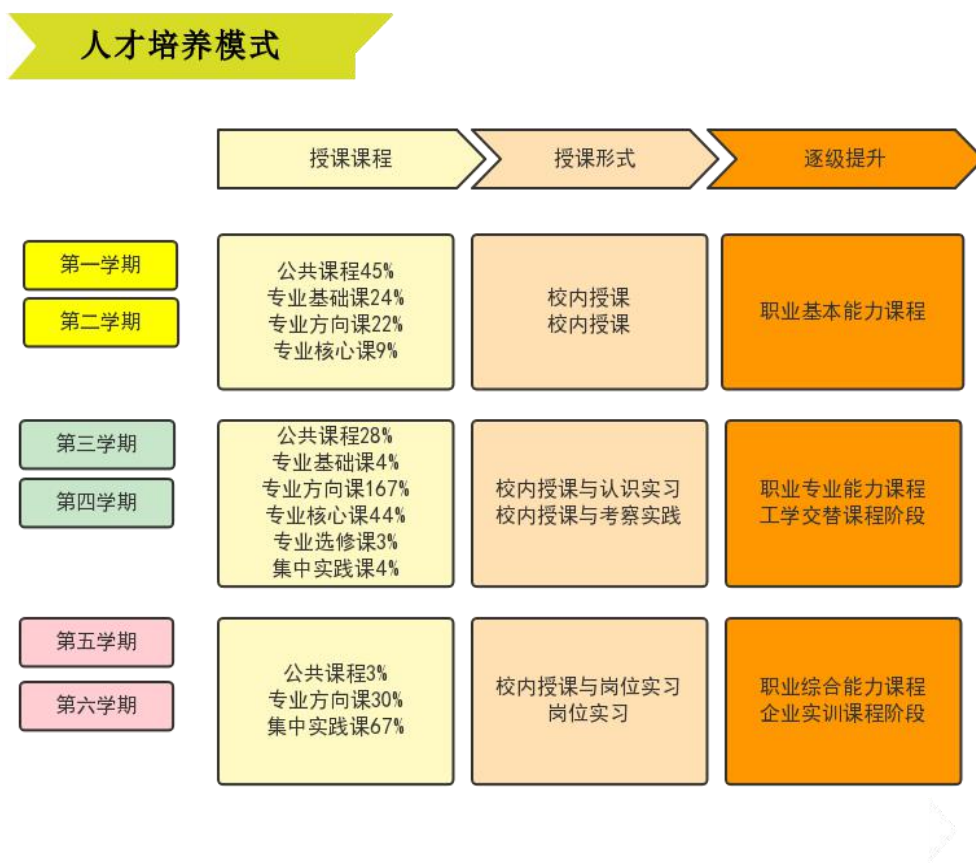 人才培养模式
授课课程
授课形式
逐级提升
第一学期
第二学期
公共课程45%
专业基础课24%
专业方向课22%
专业核心课9%
校内授课
校内授课
职业基本能力课程
第三学期
第四学期
公共课程28%
专业基础课4%
专业方向课167%
专业核心课44%
专业选修课3%
集中实践课4%
校内授课与认识实习
校内授课与考察实践
职业专业能力课程
工学交替课程阶段
第五学期
第六学期
公共课程3%
专业方向课30%
集中实践课67%
校内授课与岗位实习
岗位实习
职业综合能力课程
企业实训课程阶段